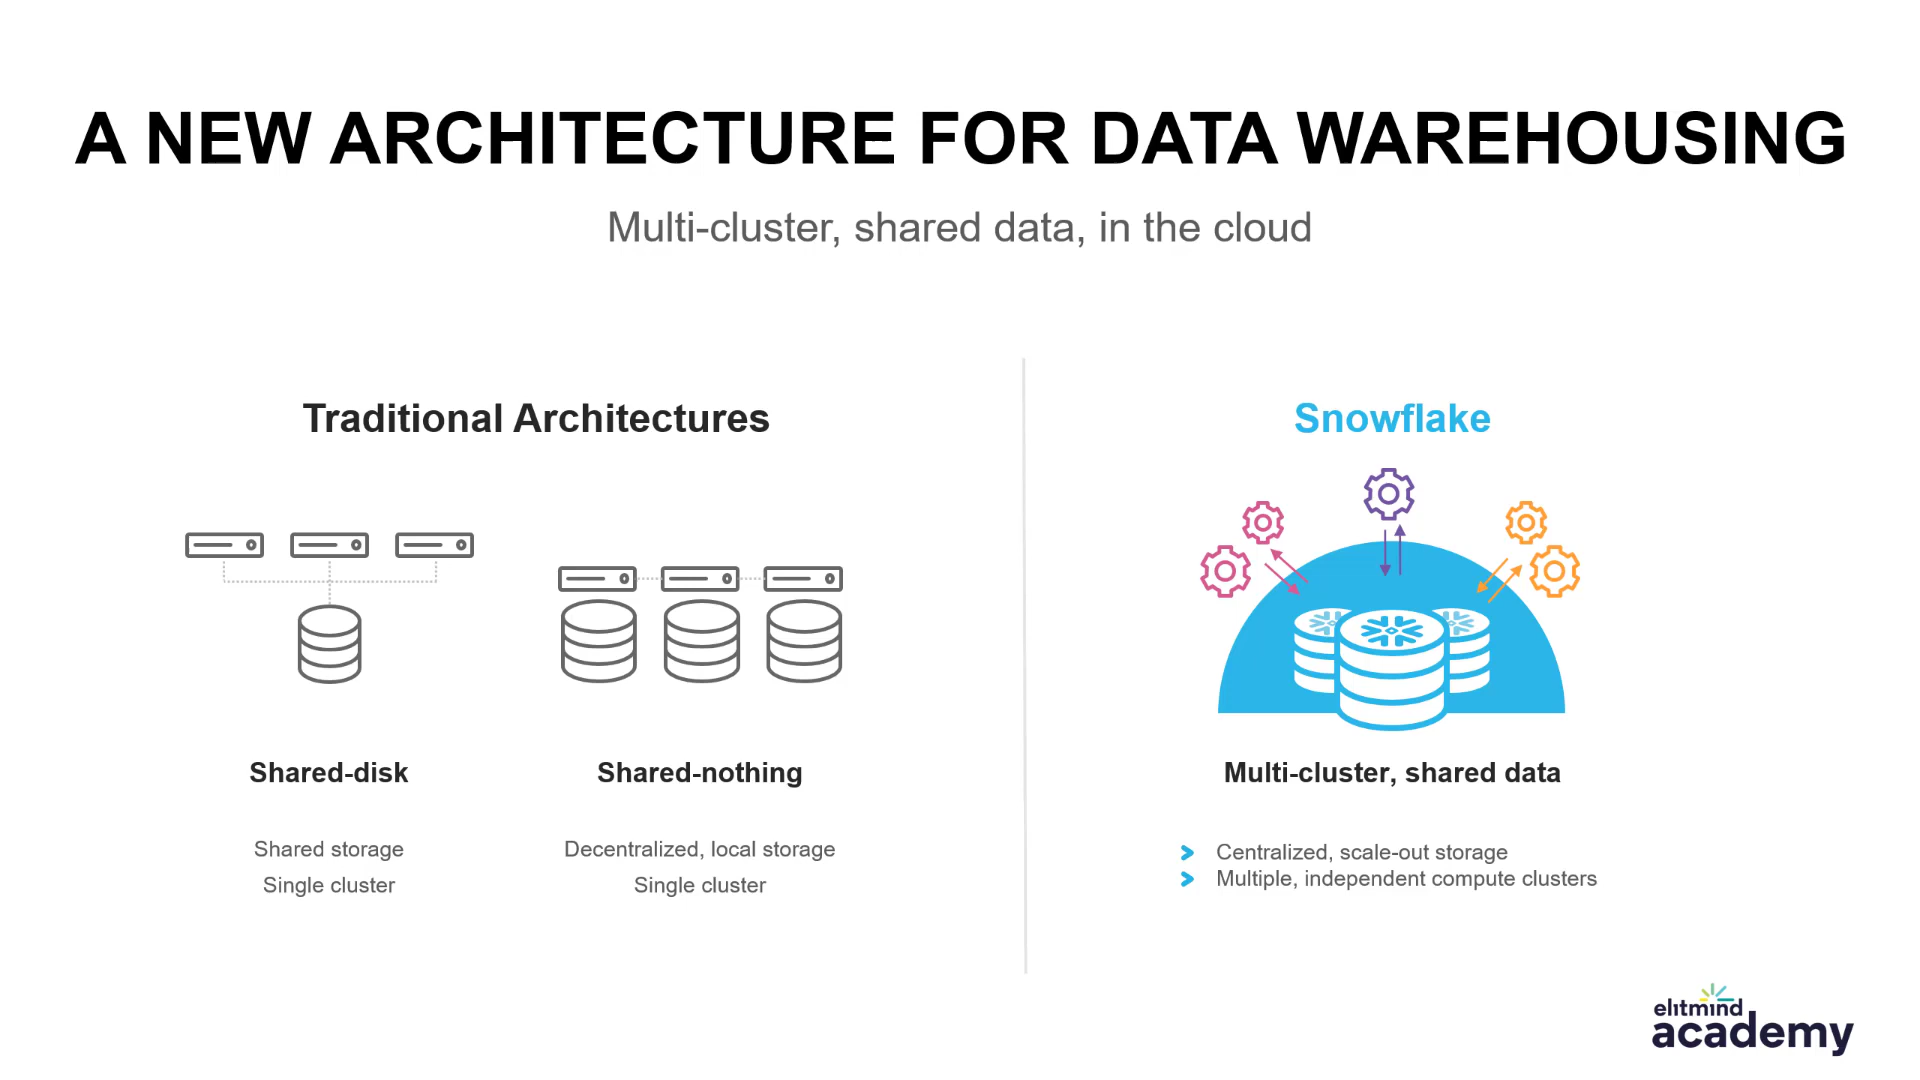 A NEW ARCHITECTURE FOR DATA WAREHOUSING
Multi-cluster, shared data, in the cloud
Traditional Architectures
Shared-disk
Shared storage
Single cluster
Shared-nothing
Decentralized, local storage
Single cluster
Snowflake
Multi-cluster, shared data
Centralized, scale-out storage
Multiple, independent compute clusters
elitmind
academy